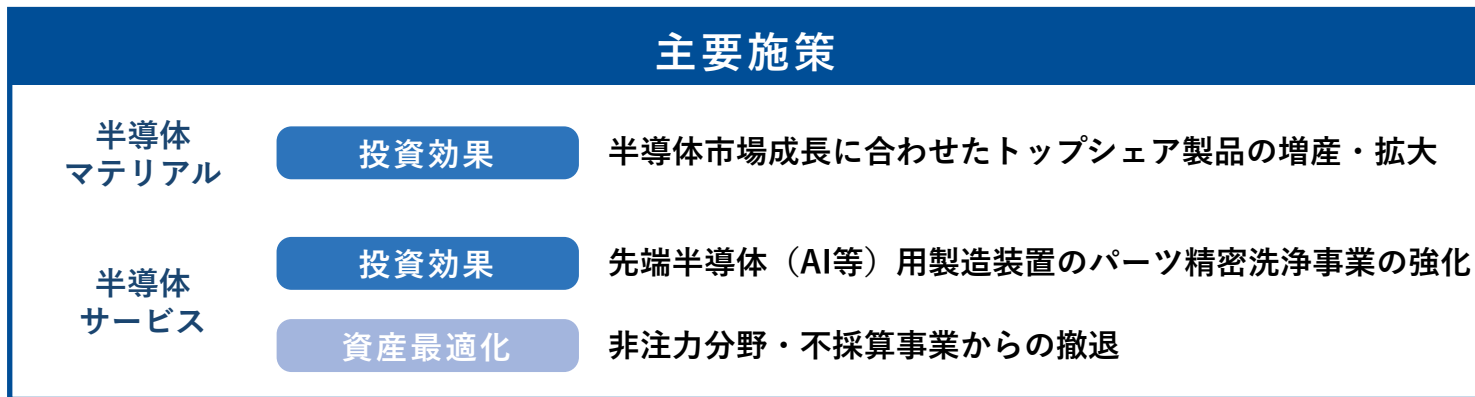 主要施策
半導体
マテリアル
投資効果
半導体市場成長に合わせたトップシェア製品の増産・拡大
半導体
サービス
投資効果
先端半導体（AI等）用製造装置のパーツ精密洗浄事業の強化
資産最適化
非注力分野・不採算事業からの撤退